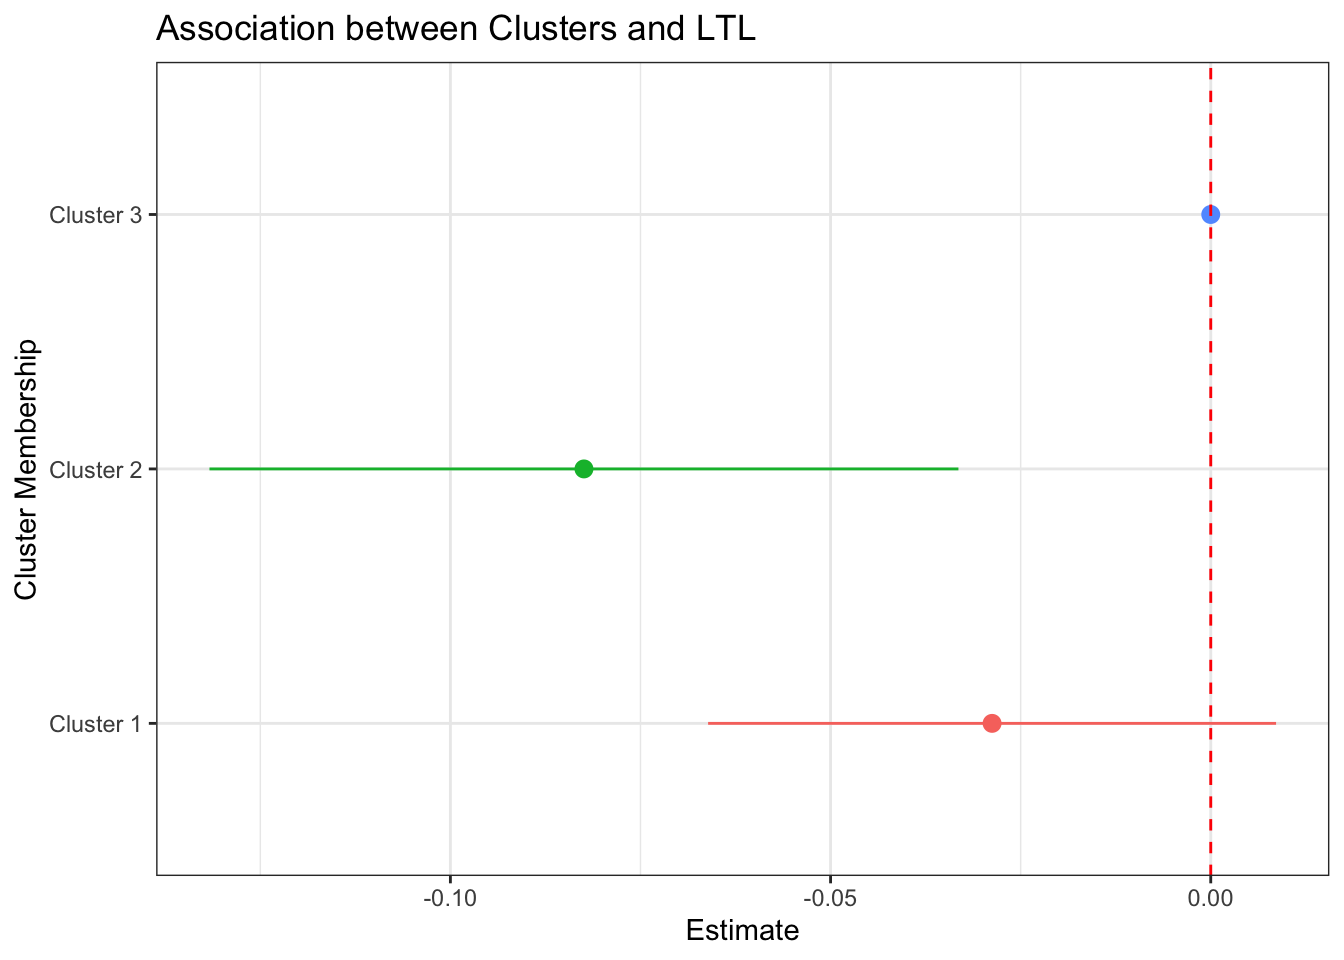 Association between Clusters and LTL
Cluster Membership
Cluster 3
Cluster 2
Cluster 1
-0.10
-0.05
0.00
Estimate